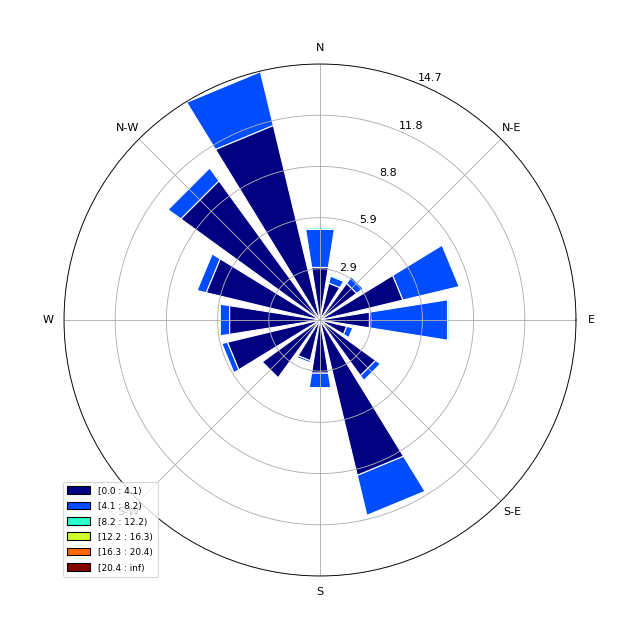 N
14.7
N-W
11.8
N-E
8.8
5.9
2.9
W
E
[0.0 : 4.1)
[4.1 : 8.2)
S-W
S-E
[8.2 : 12.2)
[12.2 : 16.3)
[16.3 : 20.4)
[20.4 : inf)
S